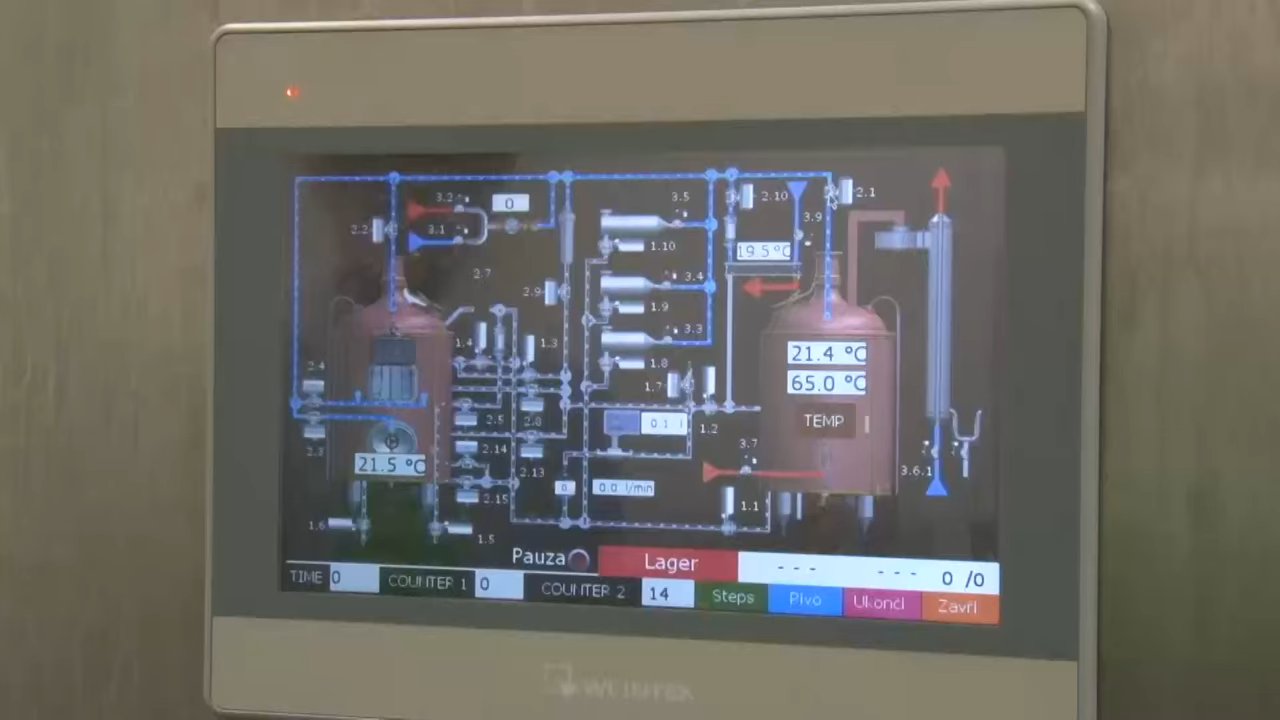 3.2
0
3.5
2.10
2.1
2.2
3.1
3.9
1.10
19.5°C
2.7
3.4
2.9
1.9
3.3
1.4
1.3
21.4 °C
1.8
2.4
1.7
65.0 °C
2.5
0.1 l
1.2
TEMP
2.3
2.14
3.7
21.5 °C
2.13
3.6.1
2.15
0.0 l/min
1.1
1.6
1.5
Pauza
Lager
--- --- 0 /0
TIME 0 COUNTER 1 0 COUNTER 2 14 Steps Pivo Ukonči Zavři
WEINTEK